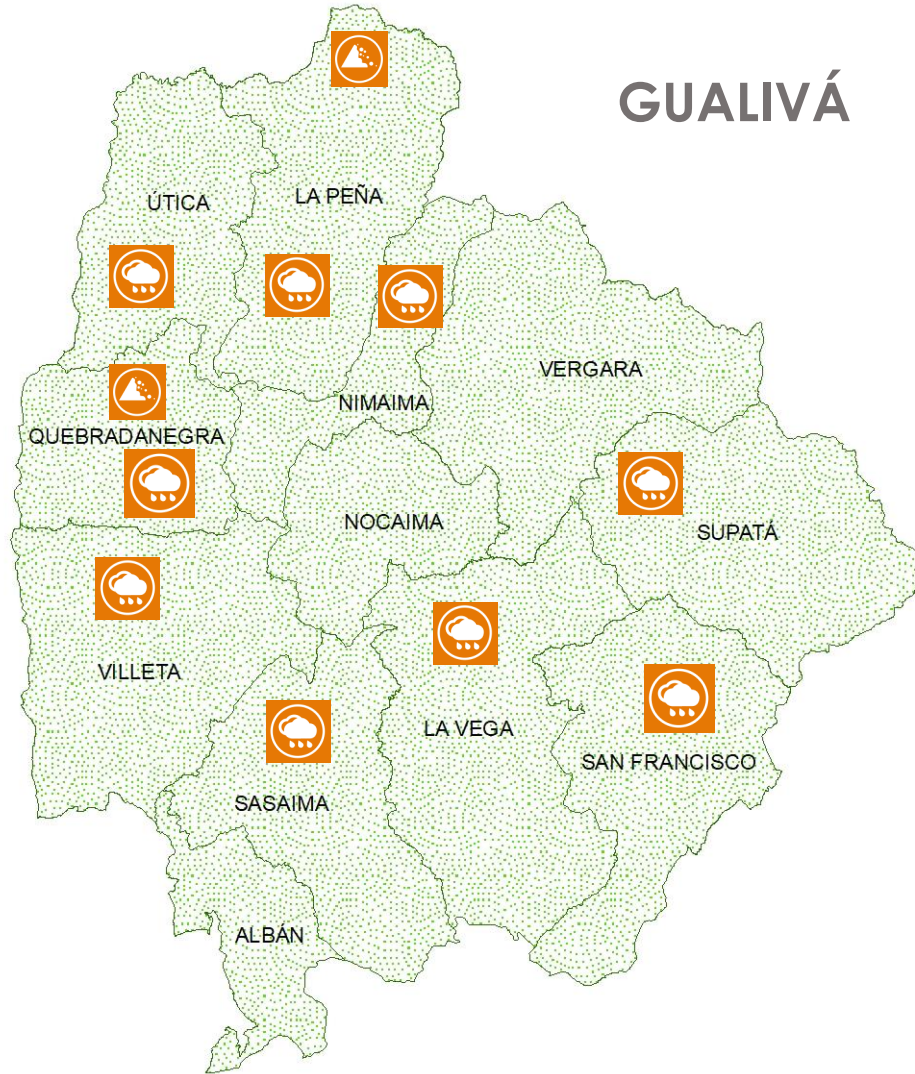 GUALIVÁ
LA PEÑA
ÚTICA
VERGARA
NIMAIMA
QUEBRADANEGRA
NOCAIMA
SUPATÁ
VILLETA
LA VEGA
SAN FRANCISCO
SASAIMA
ALBÁN